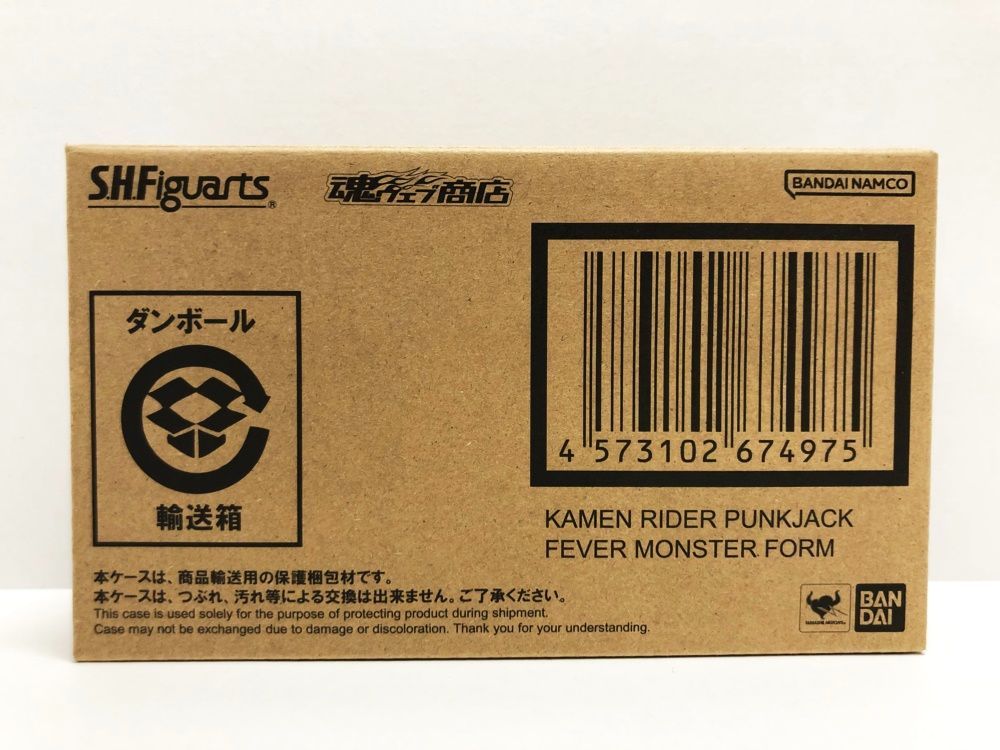 S.H.Figuarts®
魂ウェブ商店
BANDAI NAMCO
ダンボール
輸送箱
4 573102 674975
KAMEN RIDER PUNKJACK
FEVER MONSTER FORM
本ケースは、商品輸送用の保護梱包材です。
本ケースは、つぶれ、汚れ等による交換は出来ません。ご了承ください。
This case is used solely for the purpose of protecting product during shipment.
Case may not be exchanged due to damage or discoloration. Thank you for your understanding.
BAN
DAI